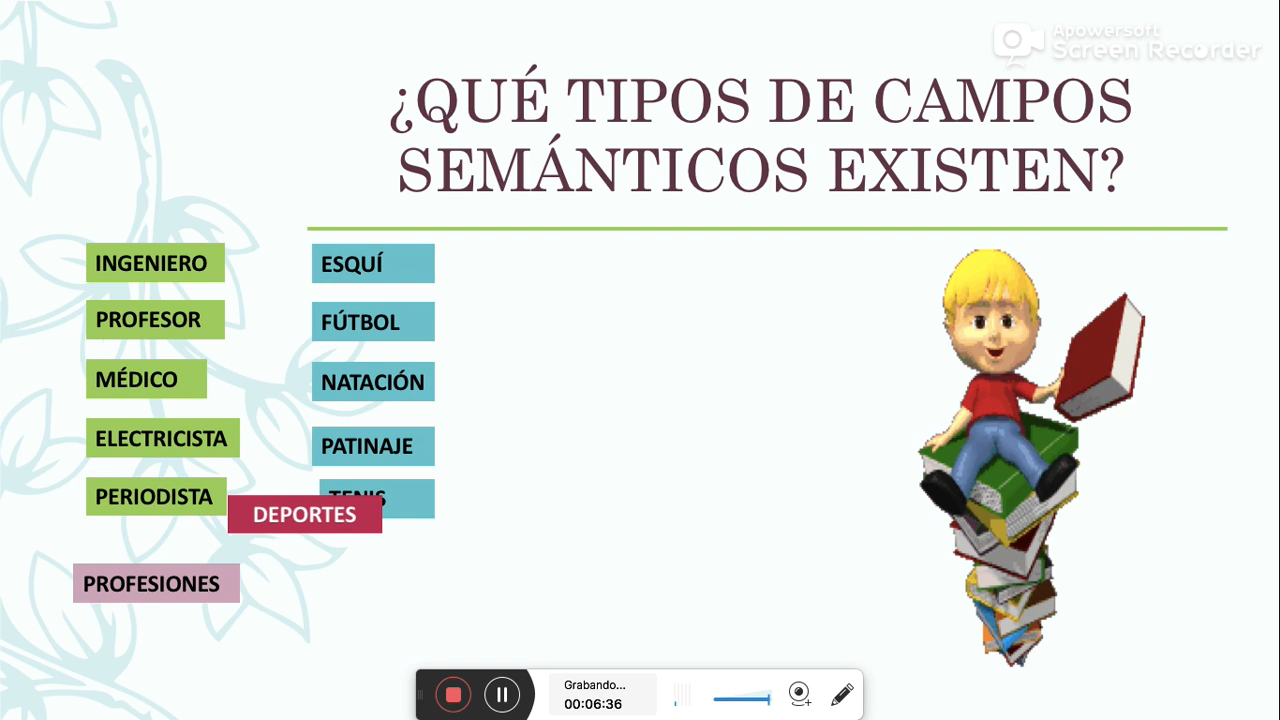 Apowersoft
Screen Recorder
¿QUÉ TIPOS DE CAMPOS
SEMÁNTICOS EXISTEN?
INGENIERO
PROFESOR
MÉDICO
ELECTRICISTA
PERIODISTA
PROFESIONES
ESQUÍ
FÚTBOL
NATACIÓN
PATINAJE
TENIS
DEPORTES
Grabando...
00:06:36